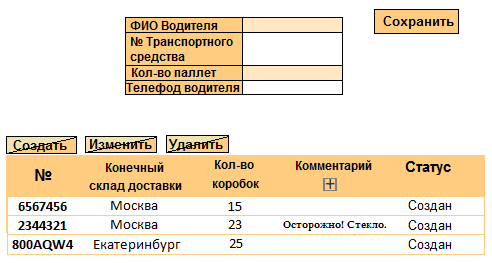 Сохранить
ФИО Водителя
№ Транспортного
средства
Кол-во паллет
Телефод водителя
Создать Изменить Удалить
№ Конечный склад доставки Кол-во коробок Комментарий Статус
6567456 Москва 15 Создан
2344321 Москва 23 Осторожно! Стекло. Создан
800AQW4 Екатеринбург 25 Создан